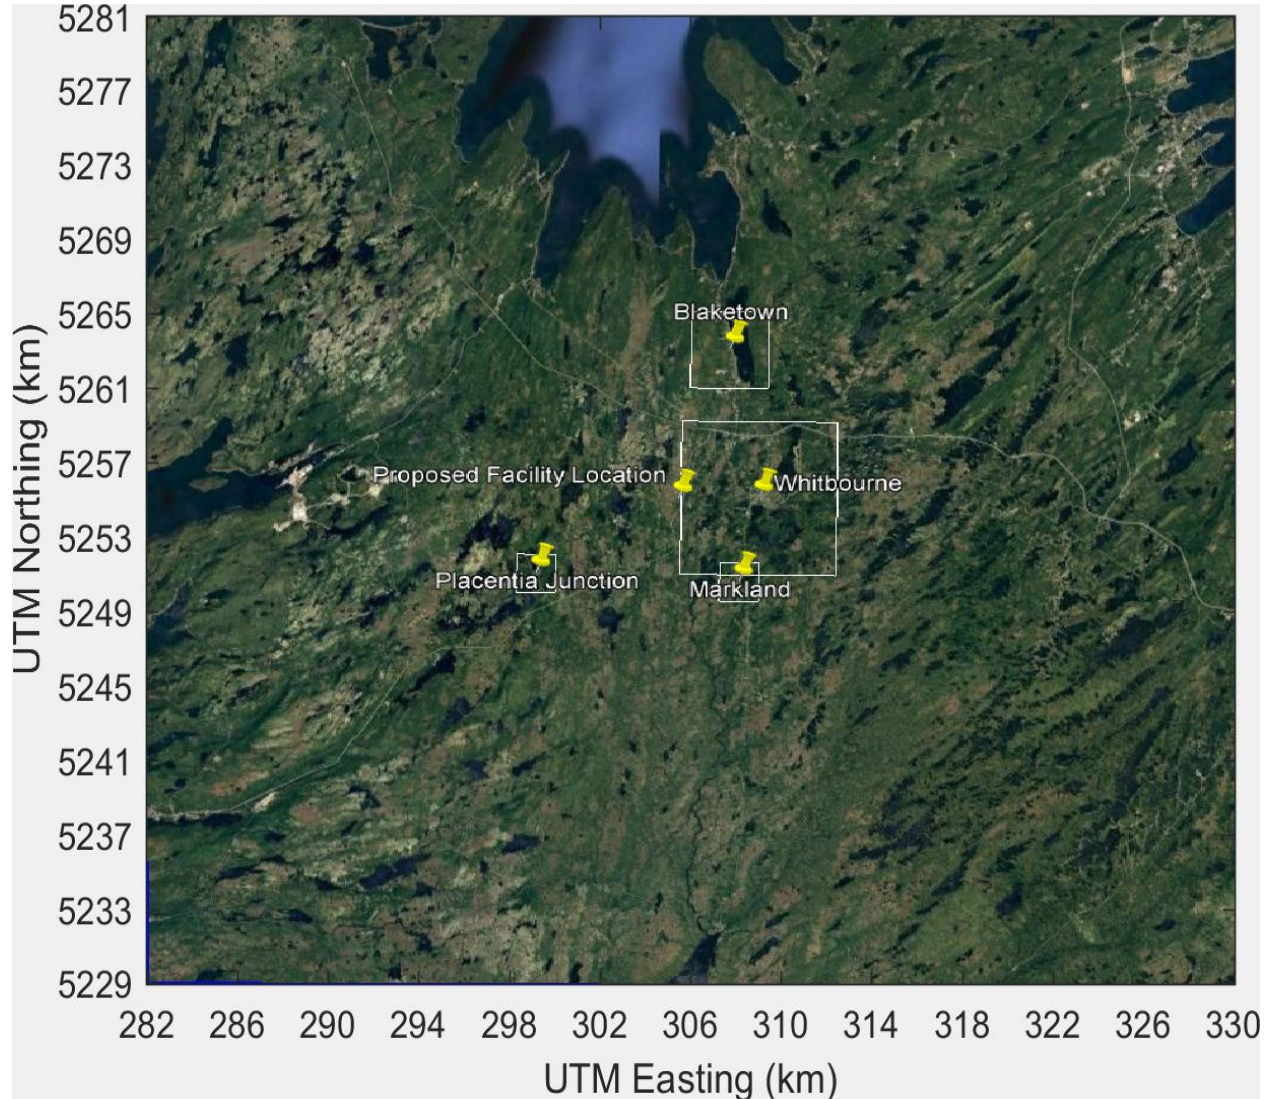 5281
5277
5273
5269
5265
5261
5257
5253
5249
5245
5241
5237
5233
5229
UTM Northing (km)
Blaketown
Proposed Facility Location
Whitbourne
Placentia Junction
Markland
282 286 290 294 298 302 306 310 314 318 322 326 330
UTM Easting (km)